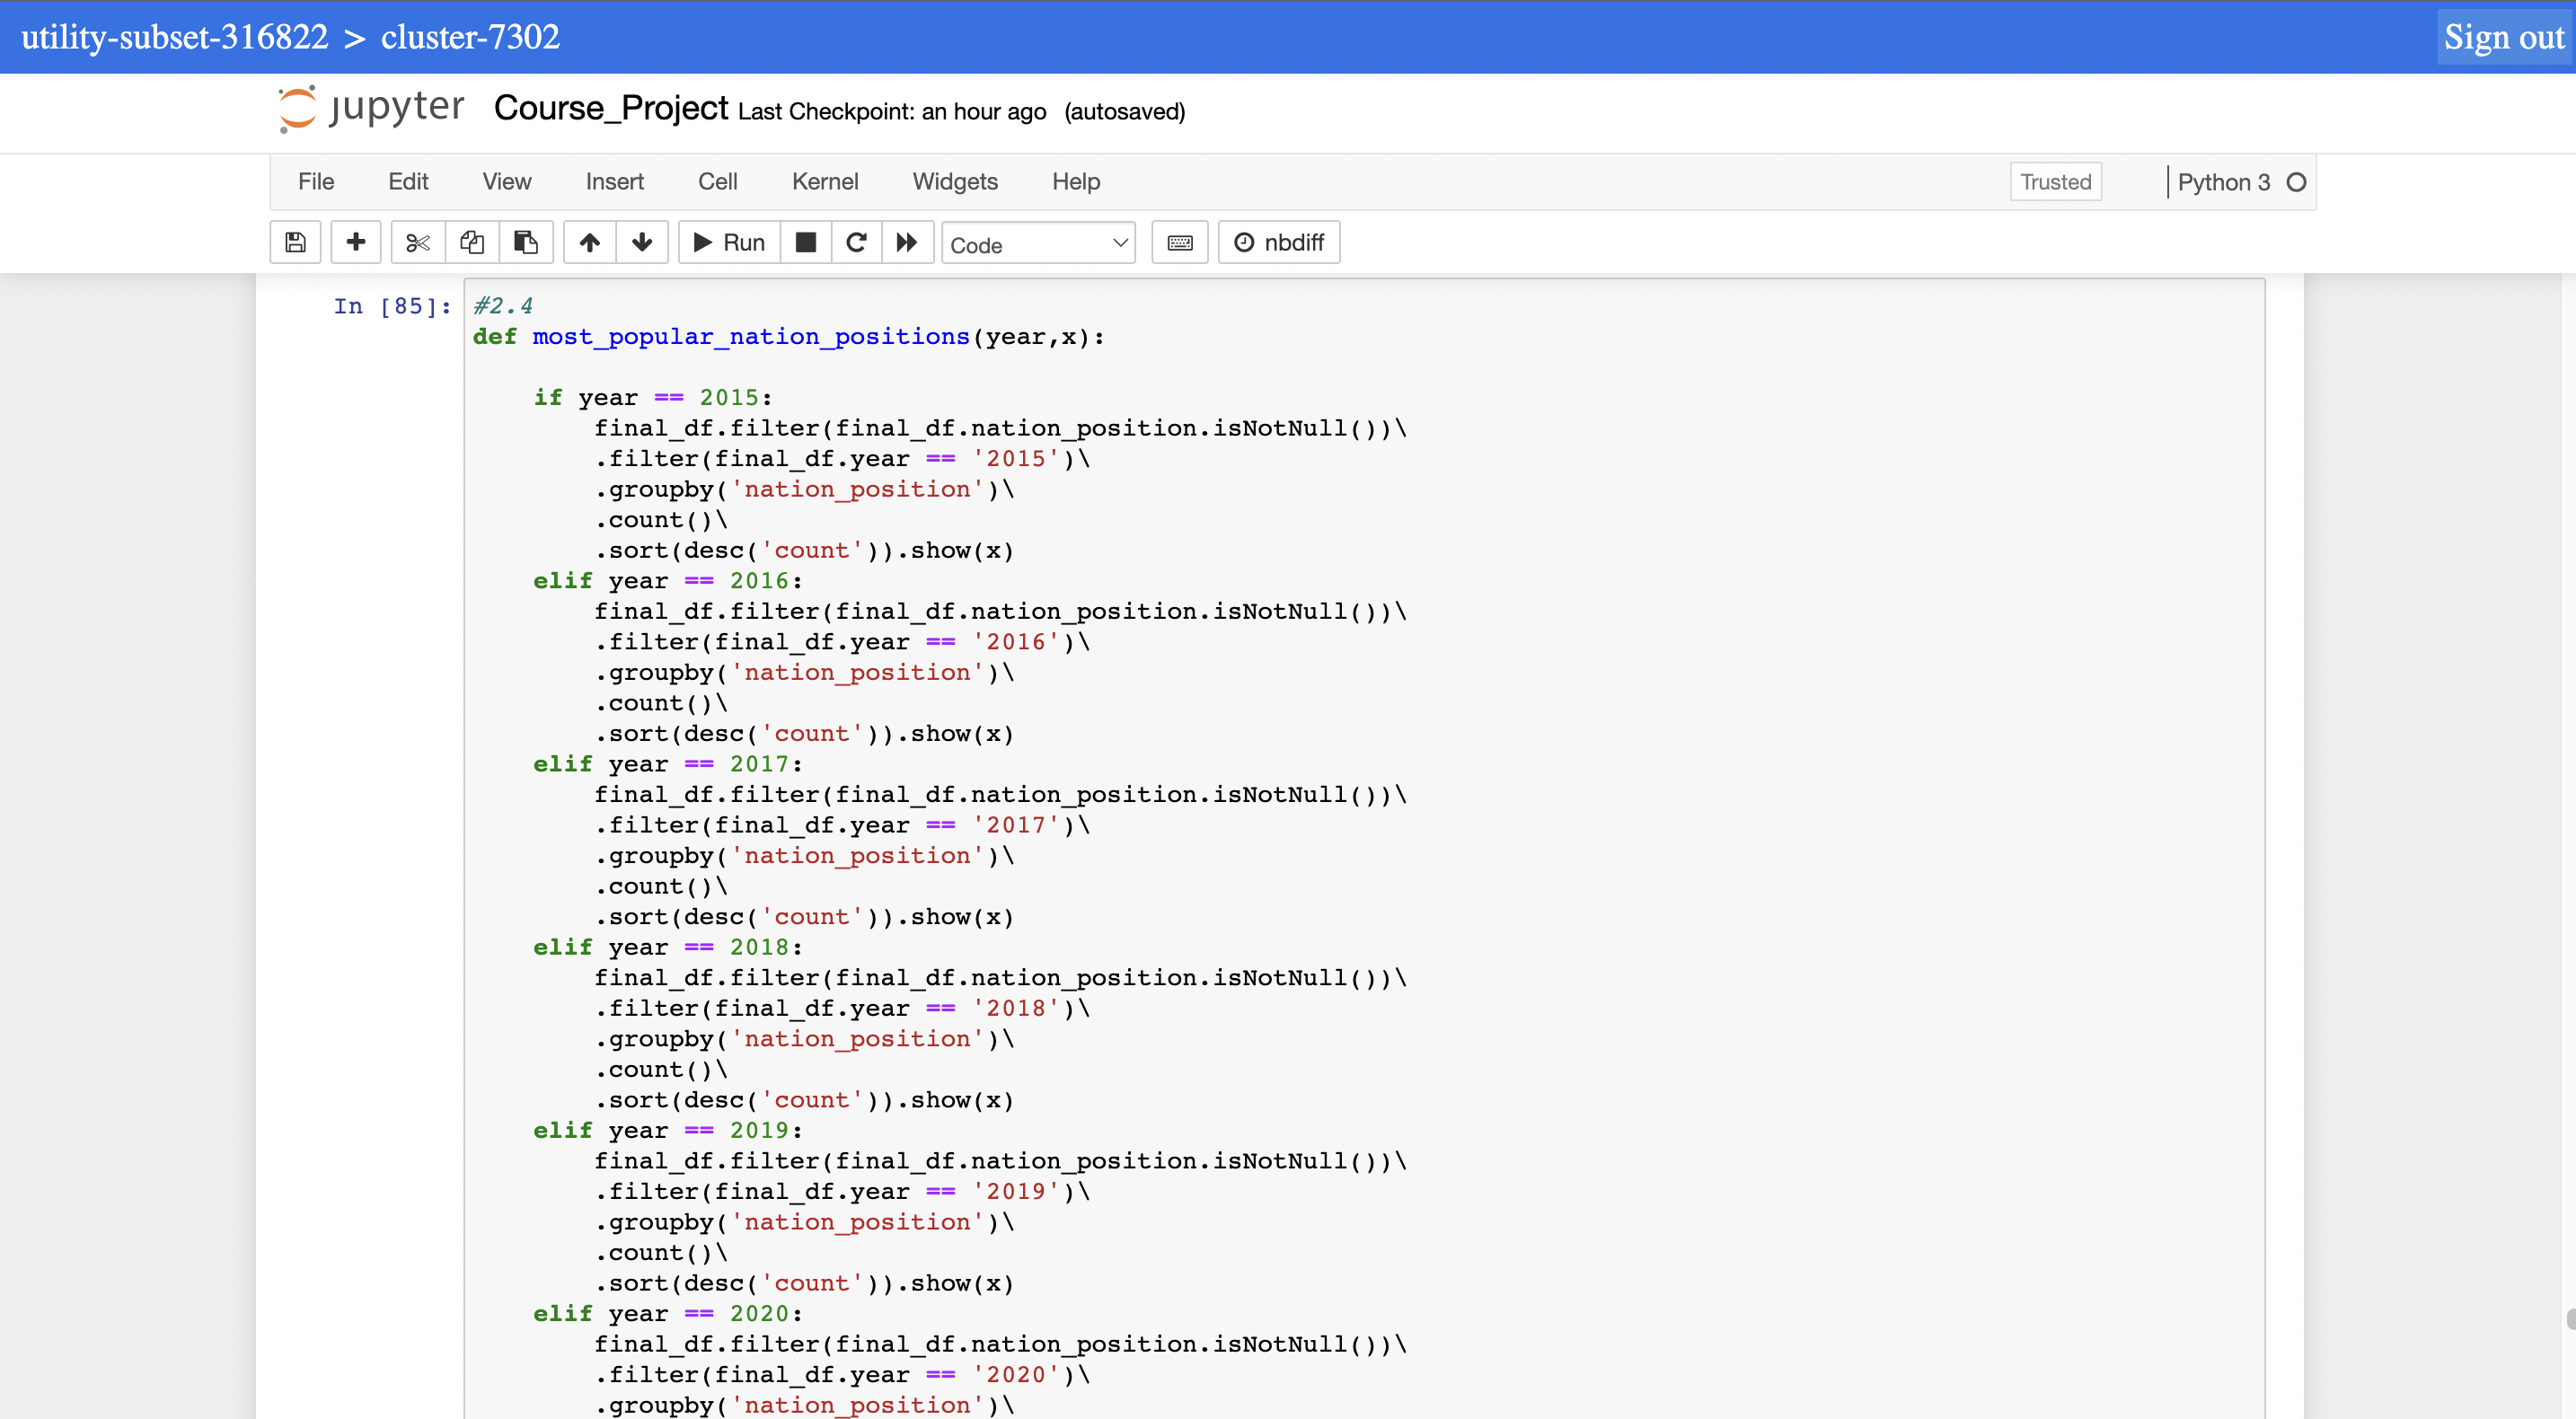 utility-subset-316822 > cluster-7302
Sign out
jupyter Course_Project Last Checkpoint: an hour ago (autosaved)
File Edit View Insert Cell Kernel Widgets Help
Trusted
Python 3
Run
Code
nbdiff
In [85]:
#2.4
def most_popular_nation_positions(year,x):
    if year == 2015:
        final_df.filter(final_df.nation_position.isNotNull())\
        .filter(final_df.year == '2015')\
        .groupby('nation_position')\
        .count()\
        .sort(desc('count')).show(x)
    elif year == 2016:
        final_df.filter(final_df.nation_position.isNotNull())\
        .filter(final_df.year == '2016')\
        .groupby('nation_position')\
        .count()\
        .sort(desc('count')).show(x)
    elif year == 2017:
        final_df.filter(final_df.nation_position.isNotNull())\
        .filter(final_df.year == '2017')\
        .groupby('nation_position')\
        .count()\
        .sort(desc('count')).show(x)
    elif year == 2018:
        final_df.filter(final_df.nation_position.isNotNull())\
        .filter(final_df.year == '2018')\
        .groupby('nation_position')\
        .count()\
        .sort(desc('count')).show(x)
    elif year == 2019:
        final_df.filter(final_df.nation_position.isNotNull())\
        .filter(final_df.year == '2019')\
        .groupby('nation_position')\
        .count()\
        .sort(desc('count')).show(x)
    elif year == 2020:
        final_df.filter(final_df.nation_position.isNotNull())\
        .filter(final_df.year == '2020')\
        .groupby('nation_position')\